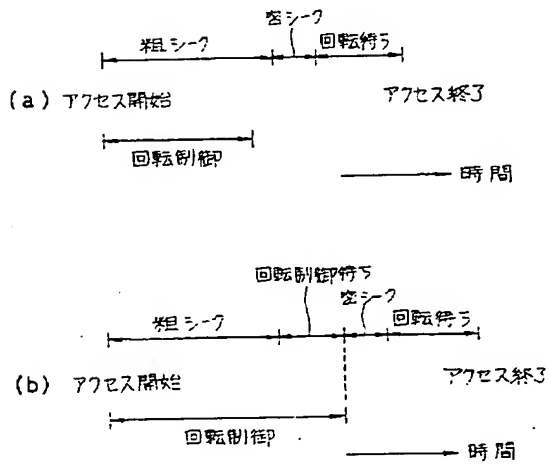 密シーク
粗シーク
回転待ち
(a) アクセス開始
アクセス終了
回転制御
時間
回転制御待ち
密シーク
粗シーク
回転待ち
(b) アクセス開始
アクセス終了
回転制御
時間